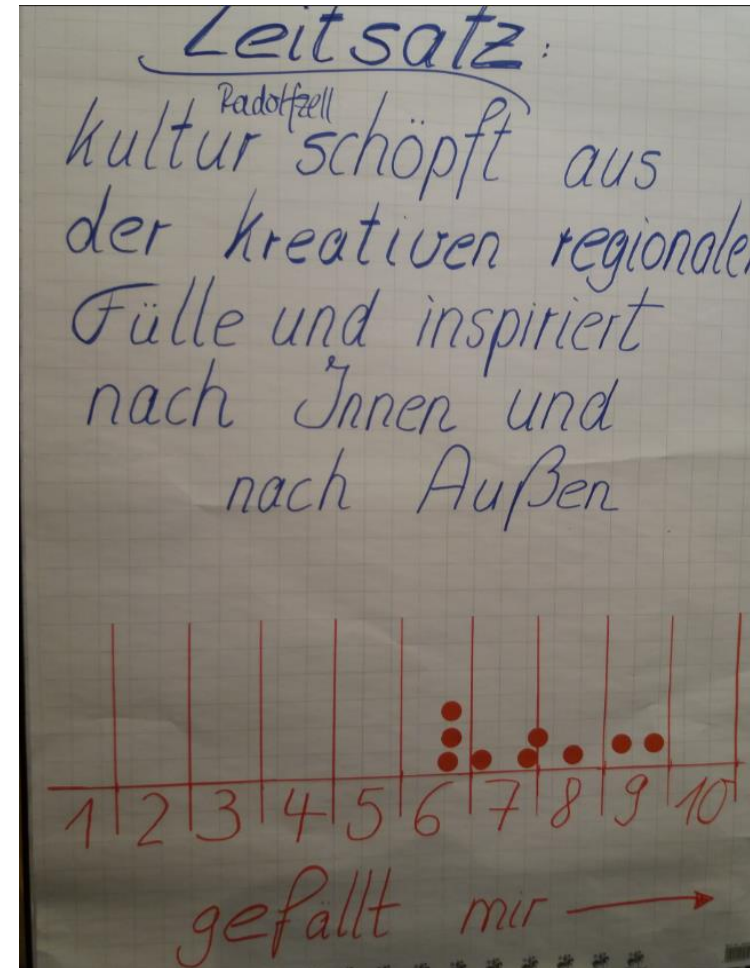 Leitsatz:
Radolfzell
Kultur schöpft aus
der kreativen regionalen
Fülle und inspiriert
nach Innen und
nach Außen
1 2 3 4 5 6 7 8 9 10
gefällt mir →